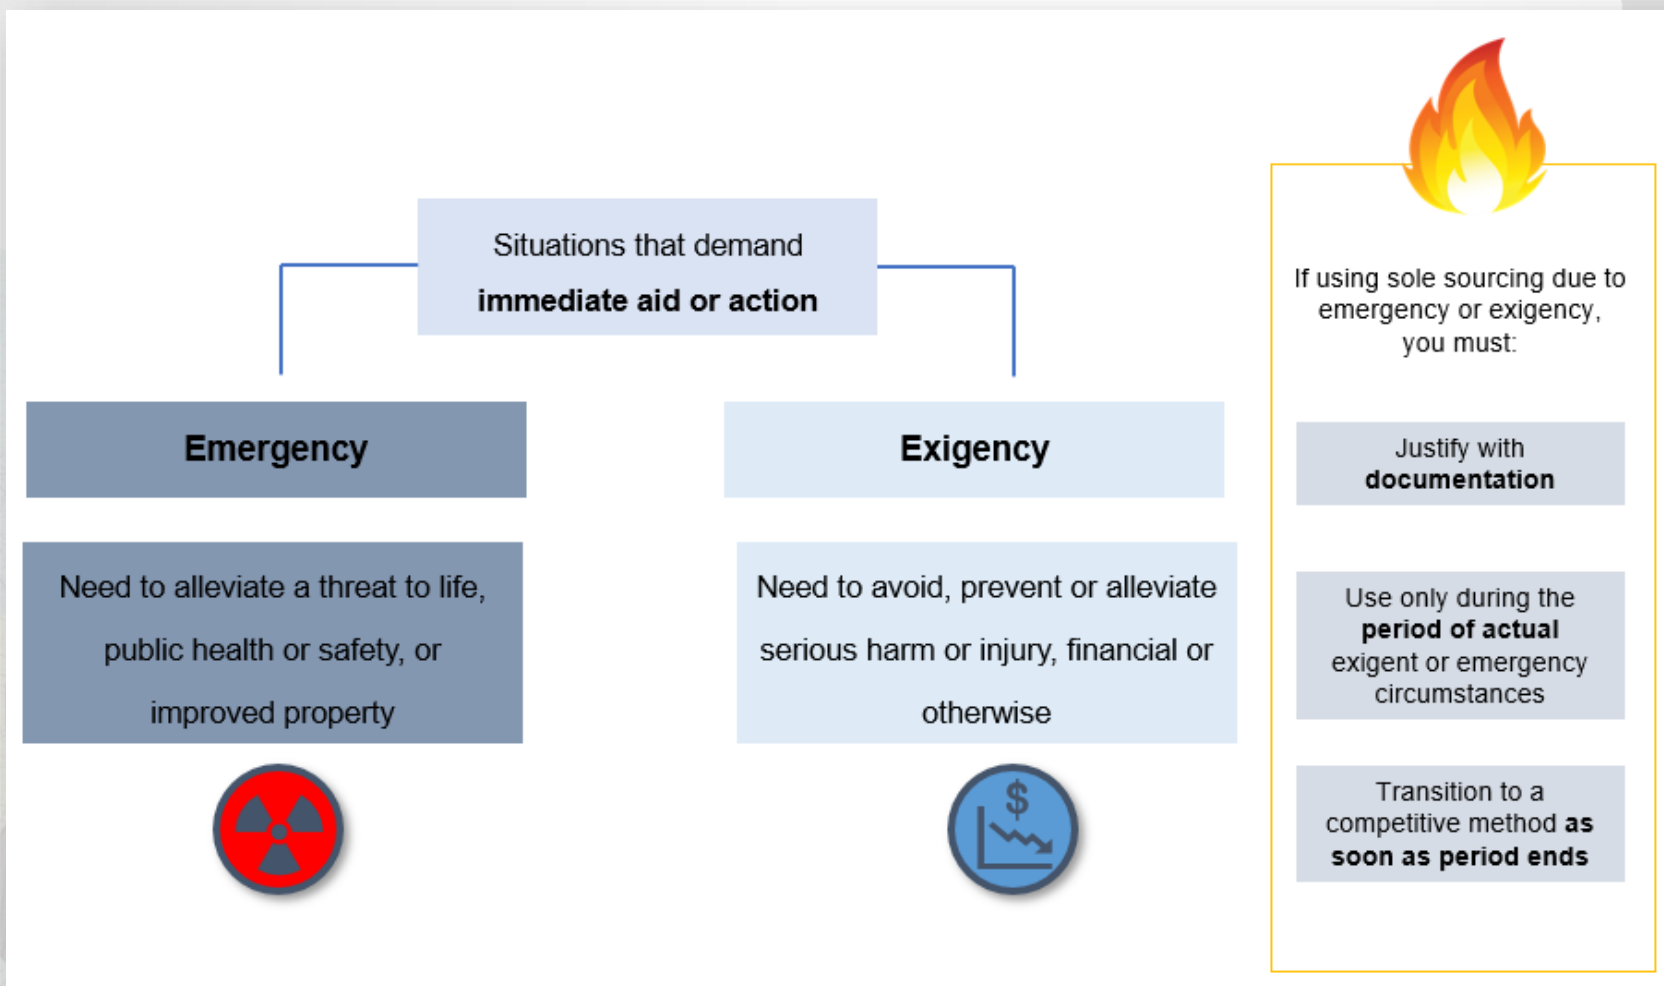 Situations that demand
immediate aid or action
Emergency
Need to alleviate a threat to life,
public health or safety, or
improved property
Exigency
Need to avoid, prevent or alleviate
serious harm or injury, financial or
otherwise
$
If using sole sourcing due to
emergency or exigency,
you must:
Justify with
documentation
Use only during the
period of actual
exigent or emergency
circumstances
Transition to a
competitive method as
soon as period ends